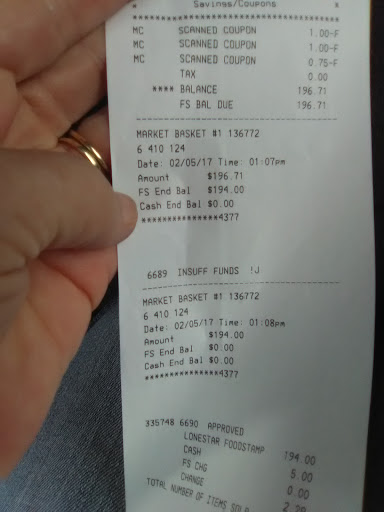 * Savings/Coupons *
MC SCANNED COUPON 1.00-F
MC SCANNED COUPON 1.00-F
MC SCANNED COUPON 0.75-F
TAX 0.00
**** BALANCE 196.71
FS BAL DUE 196.71
MARKET BASKET #1 136772
6 410 124
Date: 02/05/17 Time: 01:07pm
Amount $196.71
FS End Bal $194.00
Cash End Bal $0.00
**************4377
6689 INSUFF FUNDS !J
MARKET BASKET #1 136772
6 410 124
Date: 02/05/17 Time: 01:08pm
Amount $194.00
FS End Bal $0.00
Cash End Bal $0.00
**************4377
335748 6690 APPROVED
LONESTAR FOODSTAMP 194.00
CASH 5.00
FS CHG 0.00
CHANGE 2.29
TOTAL NUMBER OF ITEMS SOLD